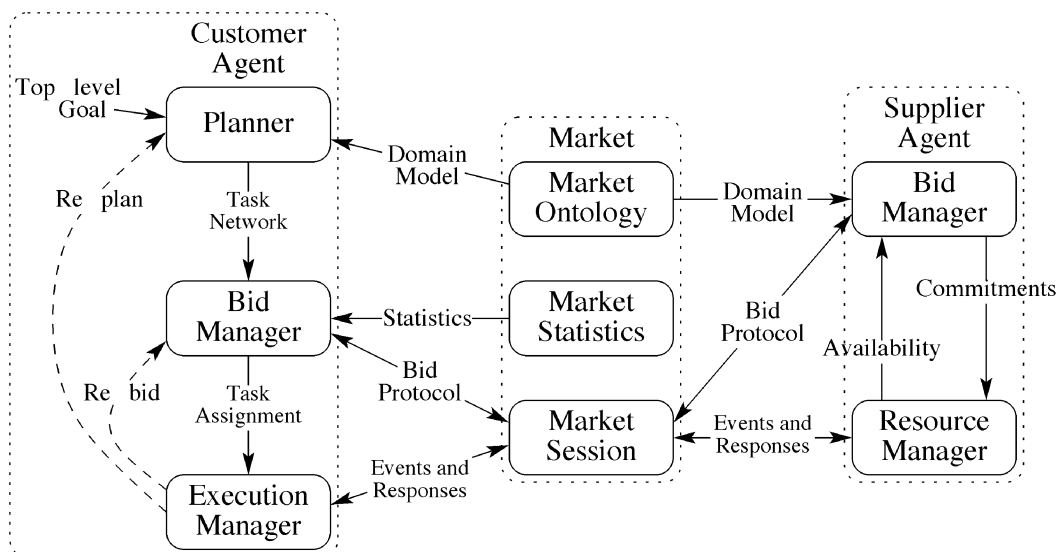 Customer
Agent
Top level
Goal
Planner
Re plan
Task
Network
Bid
Manager
Re bid
Task
Assignment
Execution
Manager
Domain
Model
Statistics
Bid
Protocol
Events and
Responses
Market
Market
Ontology
Market
Statistics
Market
Session
Domain
Model
Bid
Protocol
Events and
Responses
Supplier
Agent
Bid
Manager
Commitments
Availability
Resource
Manager